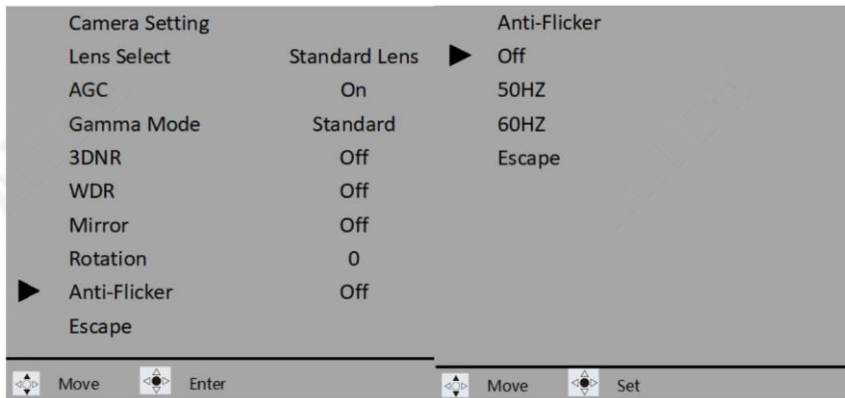 Camera Setting
Lens Select Standard Lens
AGC On
Gamma Mode Standard
3DNR Off
WDR Off
Mirror Off
Rotation 0
Anti-Flicker Off
Escape
Move Enter
Anti-Flicker
Off
50HZ
60HZ
Escape
Move Set